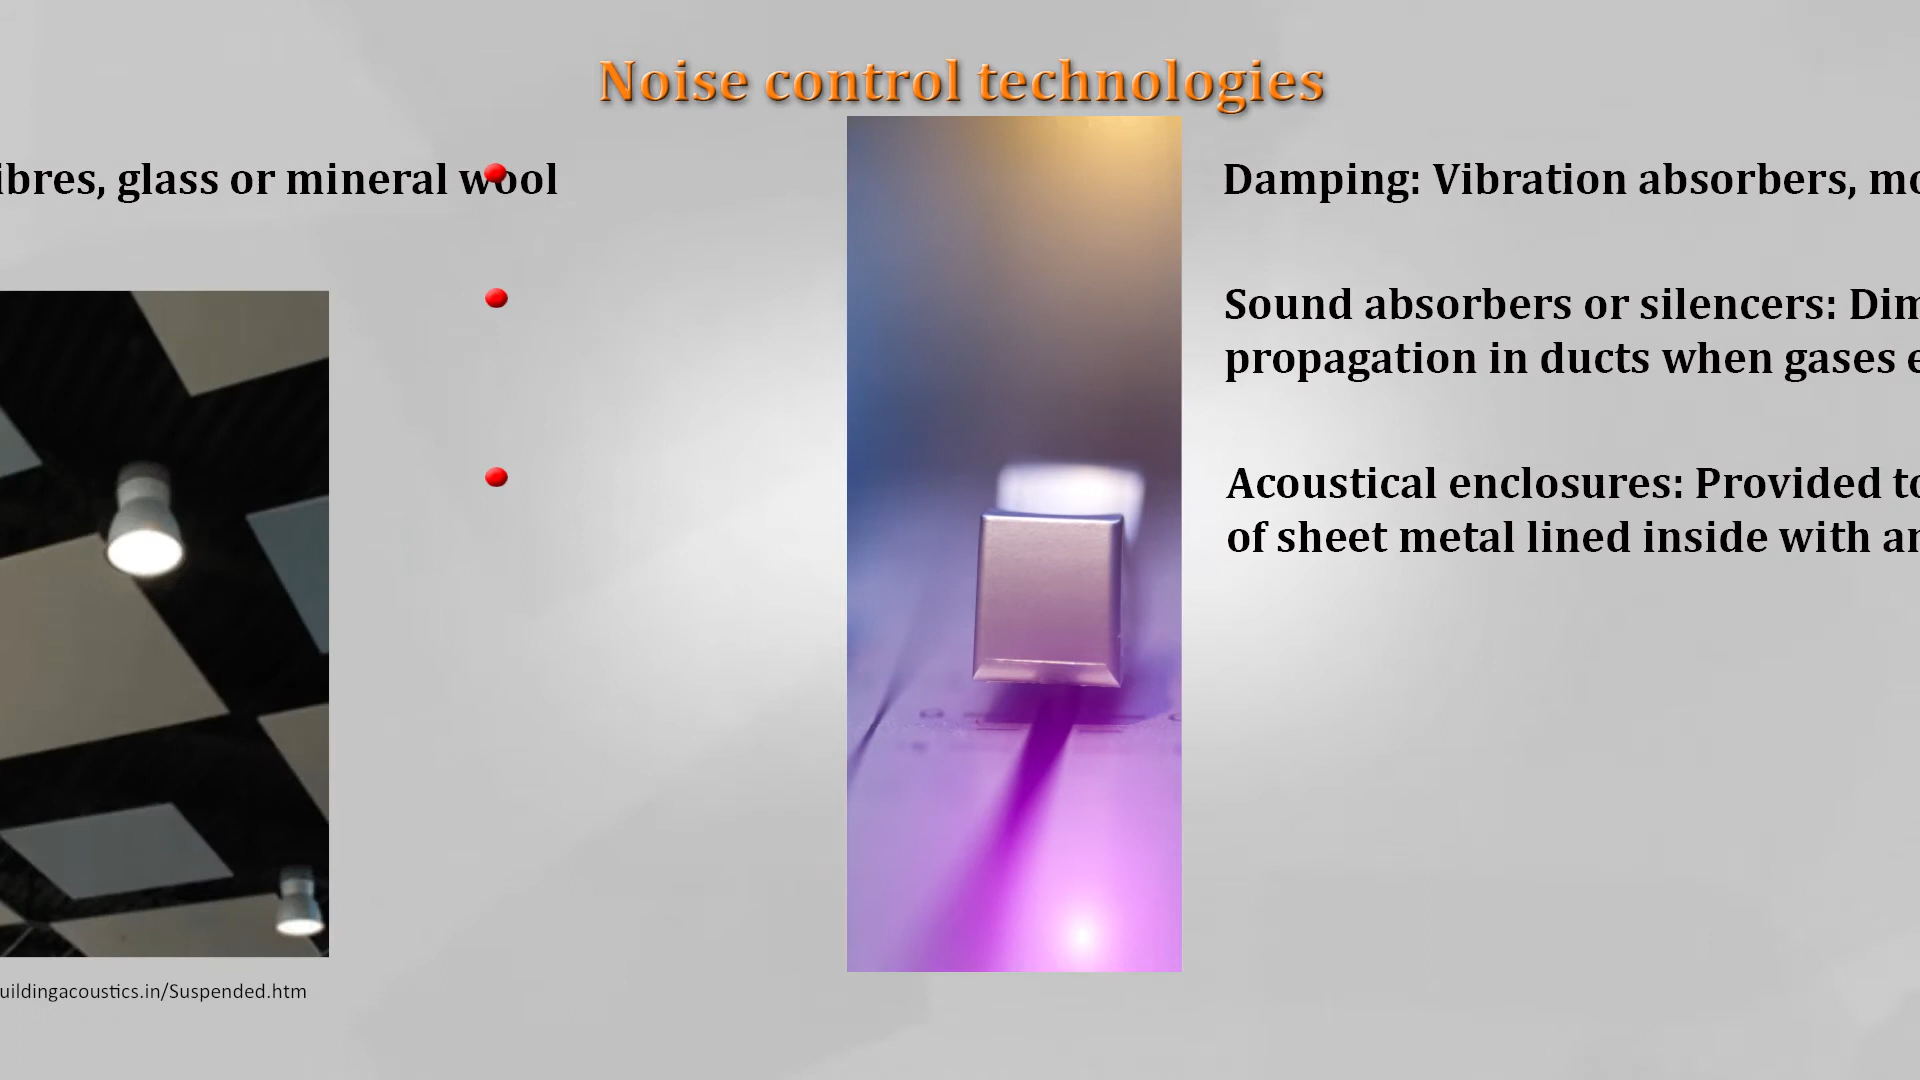 Noise control technologies
ibres, glass or mineral wool
Damping: Vibration absorbers, mo
Sound absorbers or silencers: Dim
propagation in ducts when gases e
Acoustical enclosures: Provided to
of sheet metal lined inside with an
uildingacoustics.in/Suspended.htm